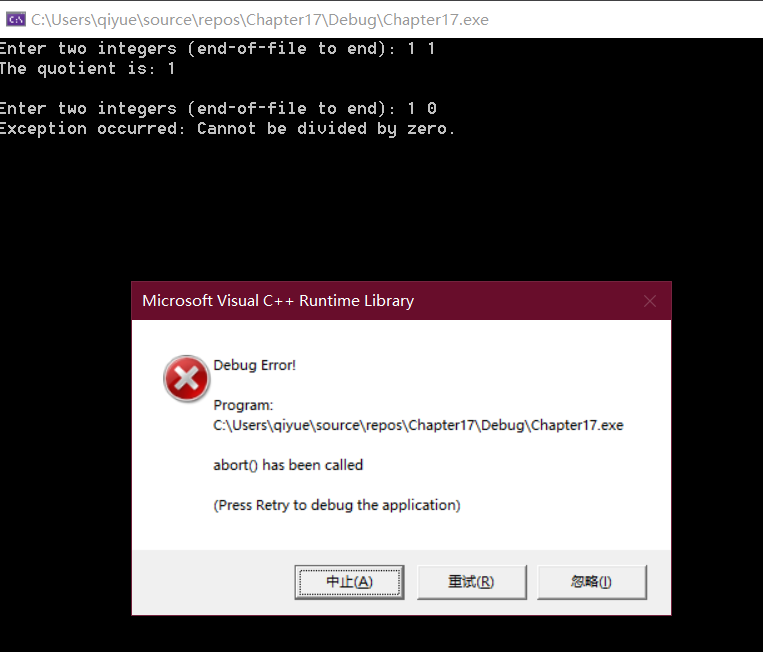 C:\Users\qiyue\source\repos\Chapter17\Debug\Chapter17.exe
Enter two integers (end-of-file to end): 1 1
The quotient is: 1
Enter two integers (end-of-file to end): 1 0
Exception occurred: Cannot be divided by zero.
Microsoft Visual C++ Runtime Library
Debug Error!
Program:
C:\Users\qiyue\source\repos\Chapter17\Debug\Chapter17.exe
abort() has been called
(Press Retry to debug the application)
中止(A) 重试(R) 忽略(I)